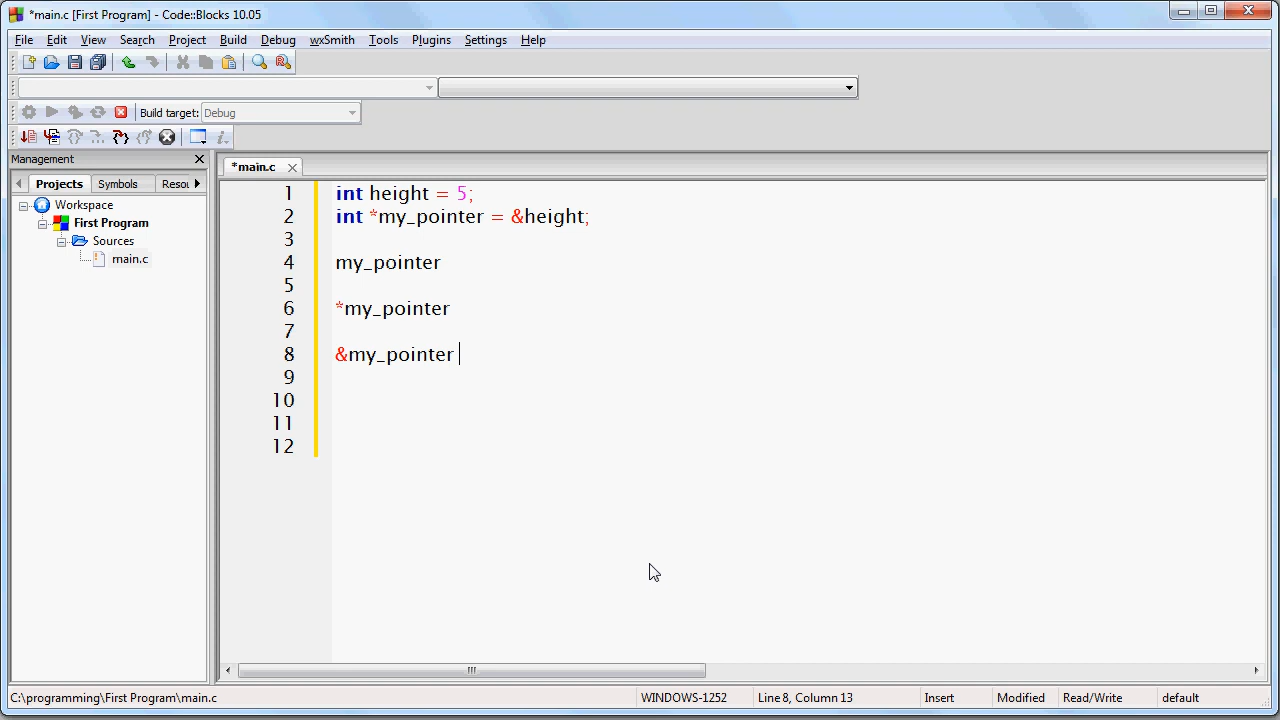 *main.c [First Program] - Code::Blocks 10.05
File Edit View Search Project Build Debug wxSmith Tools Plugins Settings Help
Build target: Debug
Management
*main.c
Projects Symbols Resou
Workspace
First Program
Sources
main.c
1 int height = 5;
2 int *my_pointer = &height;
3
4 my_pointer
5
6 *my_pointer
7
8 &my_pointer
9
10
11
12
C:\programming\First Program\main.c WINDOWS-1252 Line 8, Column 13 Insert Modified Read/Write default